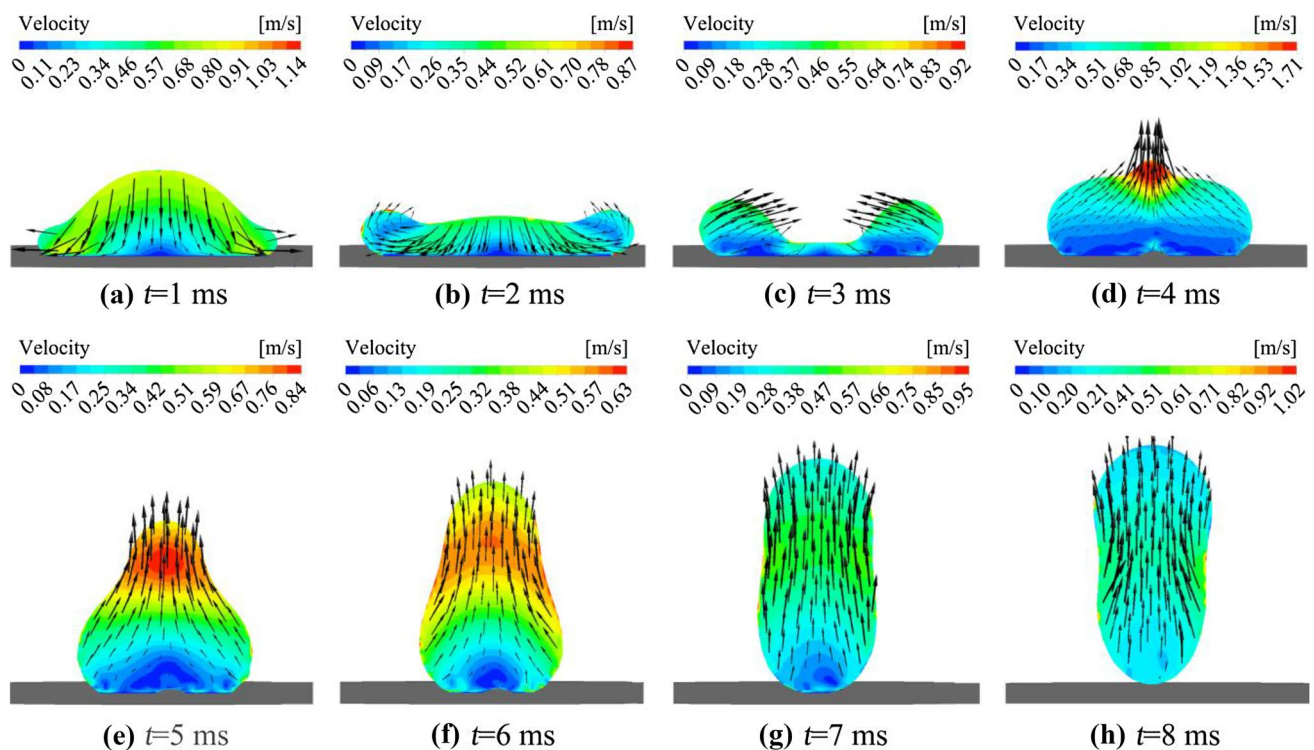 Velocity [m/s]
0 0.11 0.23 0.34 0.46 0.57 0.68 0.80 0.91 1.03 1.14
(a) t=1 ms
Velocity [m/s]
0 0.09 0.17 0.26 0.35 0.44 0.52 0.61 0.70 0.78 0.87
(b) t=2 ms
Velocity [m/s]
0 0.09 0.18 0.28 0.37 0.46 0.55 0.64 0.74 0.83 0.92
(c) t=3 ms
Velocity [m/s]
0 0.17 0.34 0.51 0.68 0.85 1.02 1.19 1.36 1.53 1.71
(d) t=4 ms
Velocity [m/s]
0 0.08 0.17 0.25 0.34 0.42 0.51 0.59 0.67 0.76 0.84
(e) t=5 ms
Velocity [m/s]
0 0.06 0.13 0.19 0.25 0.32 0.38 0.44 0.51 0.57 0.63
(f) t=6 ms
Velocity [m/s]
0 0.09 0.19 0.28 0.38 0.47 0.56 0.66 0.75 0.85 0.95
(g) t=7 ms
Velocity [m/s]
0 0.10 0.20 0.21 0.41 0.51 0.61 0.71 0.82 0.92 1.02
(h) t=8 ms